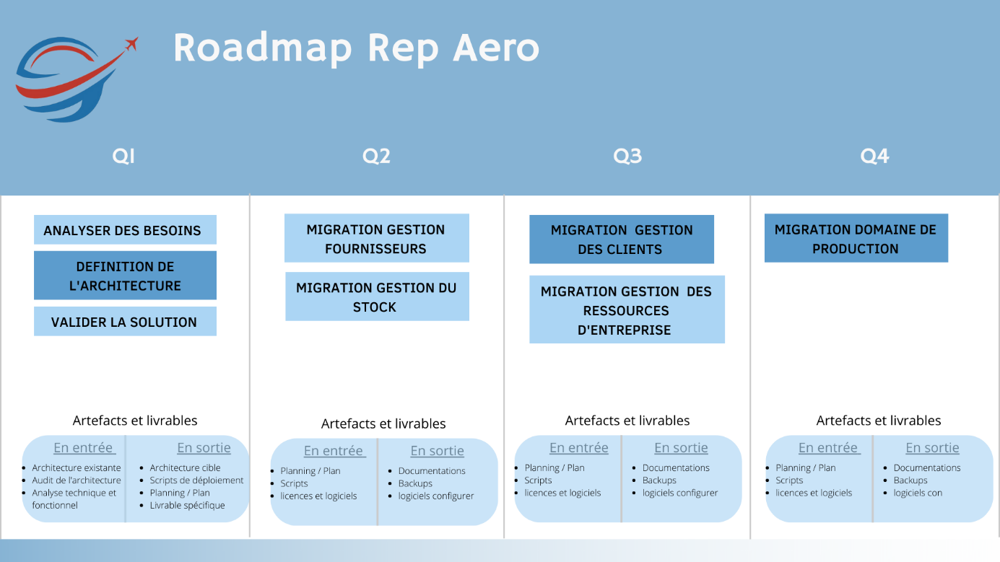 Roadmap Rep Aero
Q1
Q2
Q3
Q4
ANALYSER DES BESOINS
DEFINITION DE
L'ARCHITECTURE
VALIDER LA SOLUTION
MIGRATION GESTION
FOURNISSEURS
MIGRATION GESTION DU
STOCK
MIGRATION GESTION
DES CLIENTS
MIGRATION GESTION DES
RESSOURCES
D'ENTREPRISE
MIGRATION DOMAINE DE
PRODUCTION
Artefacts et livrables
En entrée
• Architecture existante
• Audit de l'architecture
• Analyse technique et
fonctionnel
En sortie
• Architecture cible
• Scripts de déploiement
• Planning / Plan
• Livrable spécifique
Artefacts et livrables
En entrée
• Planning / Plan
• Scripts
• licences et logiciels
En sortie
• Documentations
• Backups
• logiciels configurer
Artefacts et livrables
En entrée
• Planning / Plan
• Scripts
• licences et logiciels
En sortie
• Documentations
• Backups
• logiciels configurer
Artefacts et livrables
En entrée
• Planning / Plan
• Scripts
• licences et logiciels
En sortie
• Documentations
• Backups
• logiciels con